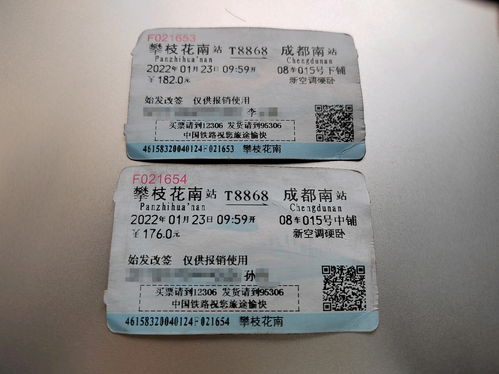 F021653
攀枝花南站 T8868 成都南站
Panzhihua'nan Chengdunan
2022年01月23日09:59开 08车015号下铺
¥182.0元 新空调硬卧
始发改签 仅供报销使用
李
买票请到12306 发货请到95306
中国铁路祝您旅途愉快
46158320040124F021653 攀枝花南
F021654
攀枝花南站 T8868 成都南站
Panzhihua'nan Chengdunan
2022年01月23日09:59开 08车015号中铺
¥176.0元 新空调硬卧
始发改签 仅供报销使用
孙
买票请到12306 发货请到95306
中国铁路祝您旅途愉快
46158320040124F021654 攀枝花南